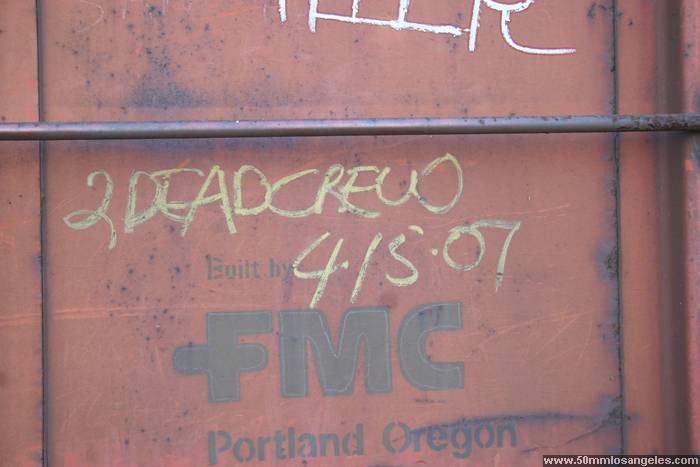 2DEADCREW
4.15.07
Built by
FMC
Portland Oregon
www.50mmlosangeles.com